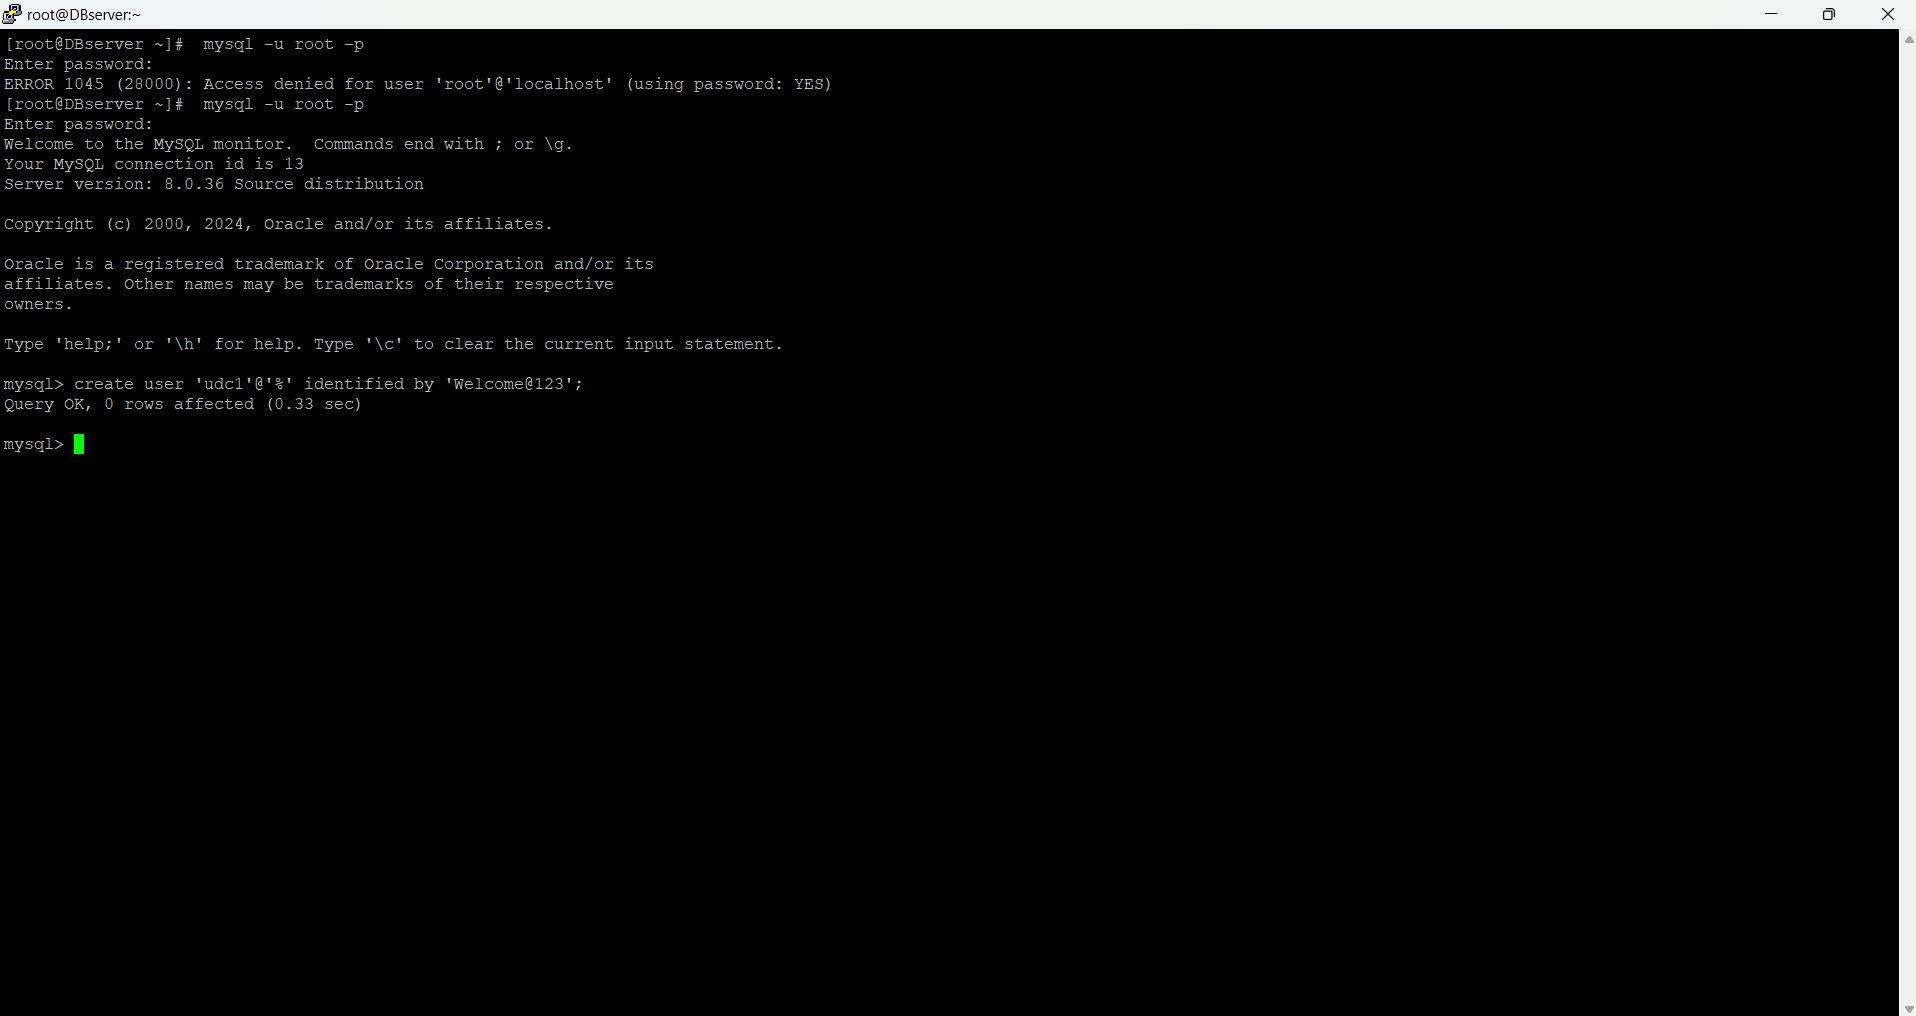 root@DBserver:~
[root@DBserver ~]#  mysql -u root -p
Enter password:
ERROR 1045 (28000): Access denied for user 'root'@'localhost' (using password: YES)
[root@DBserver ~]#  mysql -u root -p
Enter password:
Welcome to the MySQL monitor.  Commands end with ; or \g.
Your MySQL connection id is 13
Server version: 8.0.36 Source distribution
Copyright (c) 2000, 2024, Oracle and/or its affiliates.
Oracle is a registered trademark of Oracle Corporation and/or its
affiliates. Other names may be trademarks of their respective
owners.
Type 'help;' or '\h' for help. Type '\c' to clear the current input statement.
mysql> create user 'udc1'@'%' identified by 'Welcome@123';
Query OK, 0 rows affected (0.33 sec)
mysql>